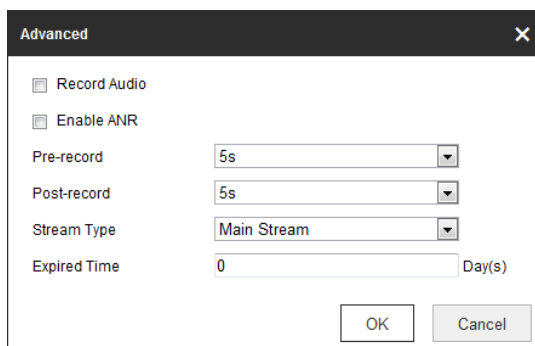 Advanced
Record Audio
Enable ANR
Pre-record 5s
Post-record 5s
Stream Type Main Stream
Expired Time 0 Day(s)
OK Cancel